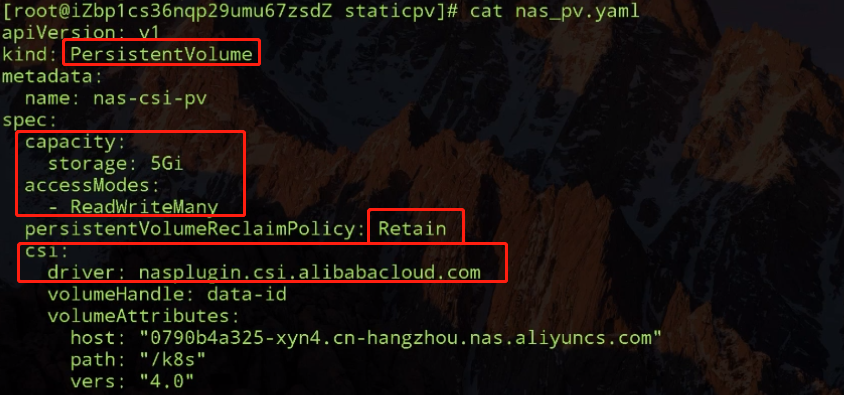 [root@iZbp1cs36nqp29umu67zsdZ staticpv]# cat nas_pv.yaml
apiVersion: v1
kind: PersistentVolume
metadata:
  name: nas-csi-pv
spec:
  capacity:
    storage: 5Gi
  accessModes:
    - ReadWriteMany
  persistentVolumeReclaimPolicy: Retain
  csi:
    driver: nasplugin.csi.alibabacloud.com
    volumeHandle: data-id
    volumeAttributes:
      host: "0790b4a325-xyn4.cn-hangzhou.nas.aliyuncs.com"
      path: "/k8s"
      vers: "4.0"